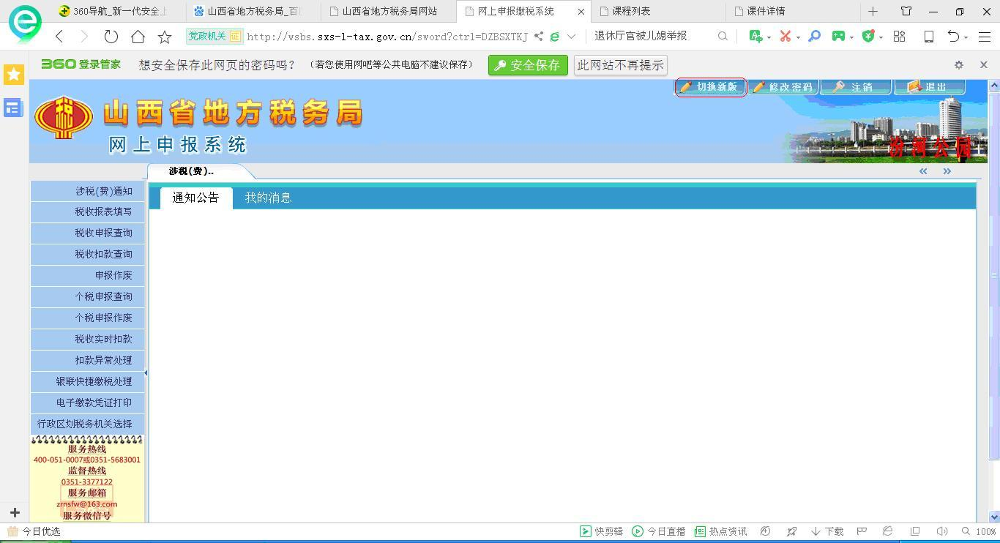 360导航_新一代安全上
山西省地方税务局_百度
山西省地方税务局网站
网上申报缴税系统
课程列表
课件详情
党政机关 证 http://wsbs.sxs-l-tax.gov.cn/sword?ctrl=DZBSXTKJ
退休厅官被儿媳举报
360登录管家 想安全保存此网页的密码吗？ （若您使用网吧等公共电脑不建议保存） 安全保存 此网站不再提示
切换新版 修改密码 注销 退出
山西省地方税务局
网上申报系统
汾河公园
涉税(费)..
« »
通知公告 我的消息
涉税(费)通知
税收报表填写
税收申报查询
税收扣款查询
申报作废
个税申报查询
个税申报作废
税收实时扣款
扣款异常处理
银联快捷缴税处理
电子缴款凭证打印
行政区划税务机关选择
服务热线
400-051-0007或0351-5683001
监督热线
0351-3377122
服务邮箱
zrnsfw@163.com
服务微信号
今日优选 快剪辑 今日直播 热点资讯 下载 100%